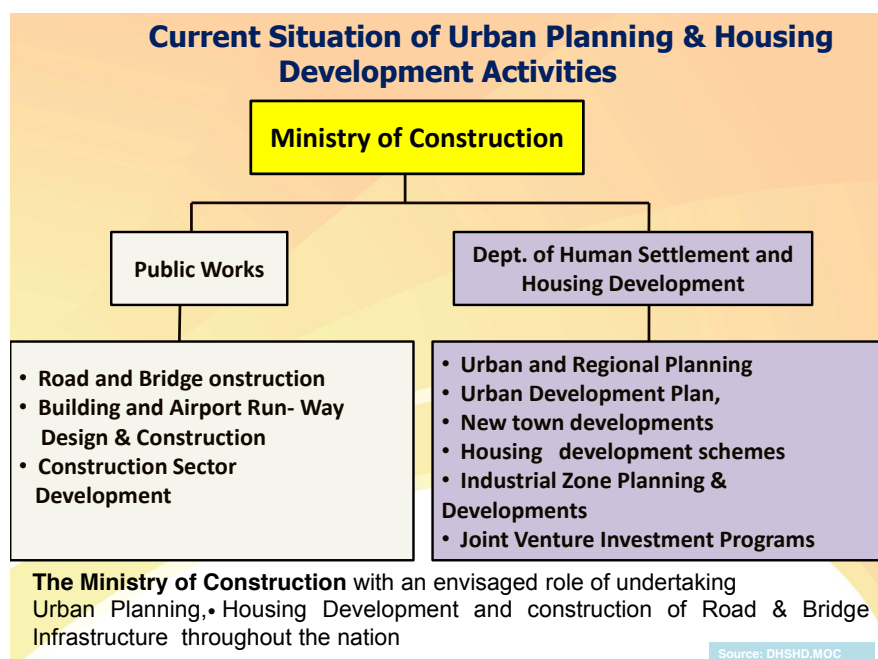 Current Situation of Urban Planning & Housing
Development Activities
Ministry of Construction
Public Works
Dept. of Human Settlement and
Housing Development
• Road and Bridge onstruction
• Building and Airport Run- Way
Design & Construction
• Construction Sector
Development
• Urban and Regional Planning
• Urban Development Plan,
• New town developments
• Housing development schemes
• Industrial Zone Planning &
Developments
• Joint Venture Investment Programs
The Ministry of Construction with an envisaged role of undertaking
Urban Planning,• Housing Development and construction of Road & Bridge
Infrastructure throughout the nation
Source: DHSHD.MOC